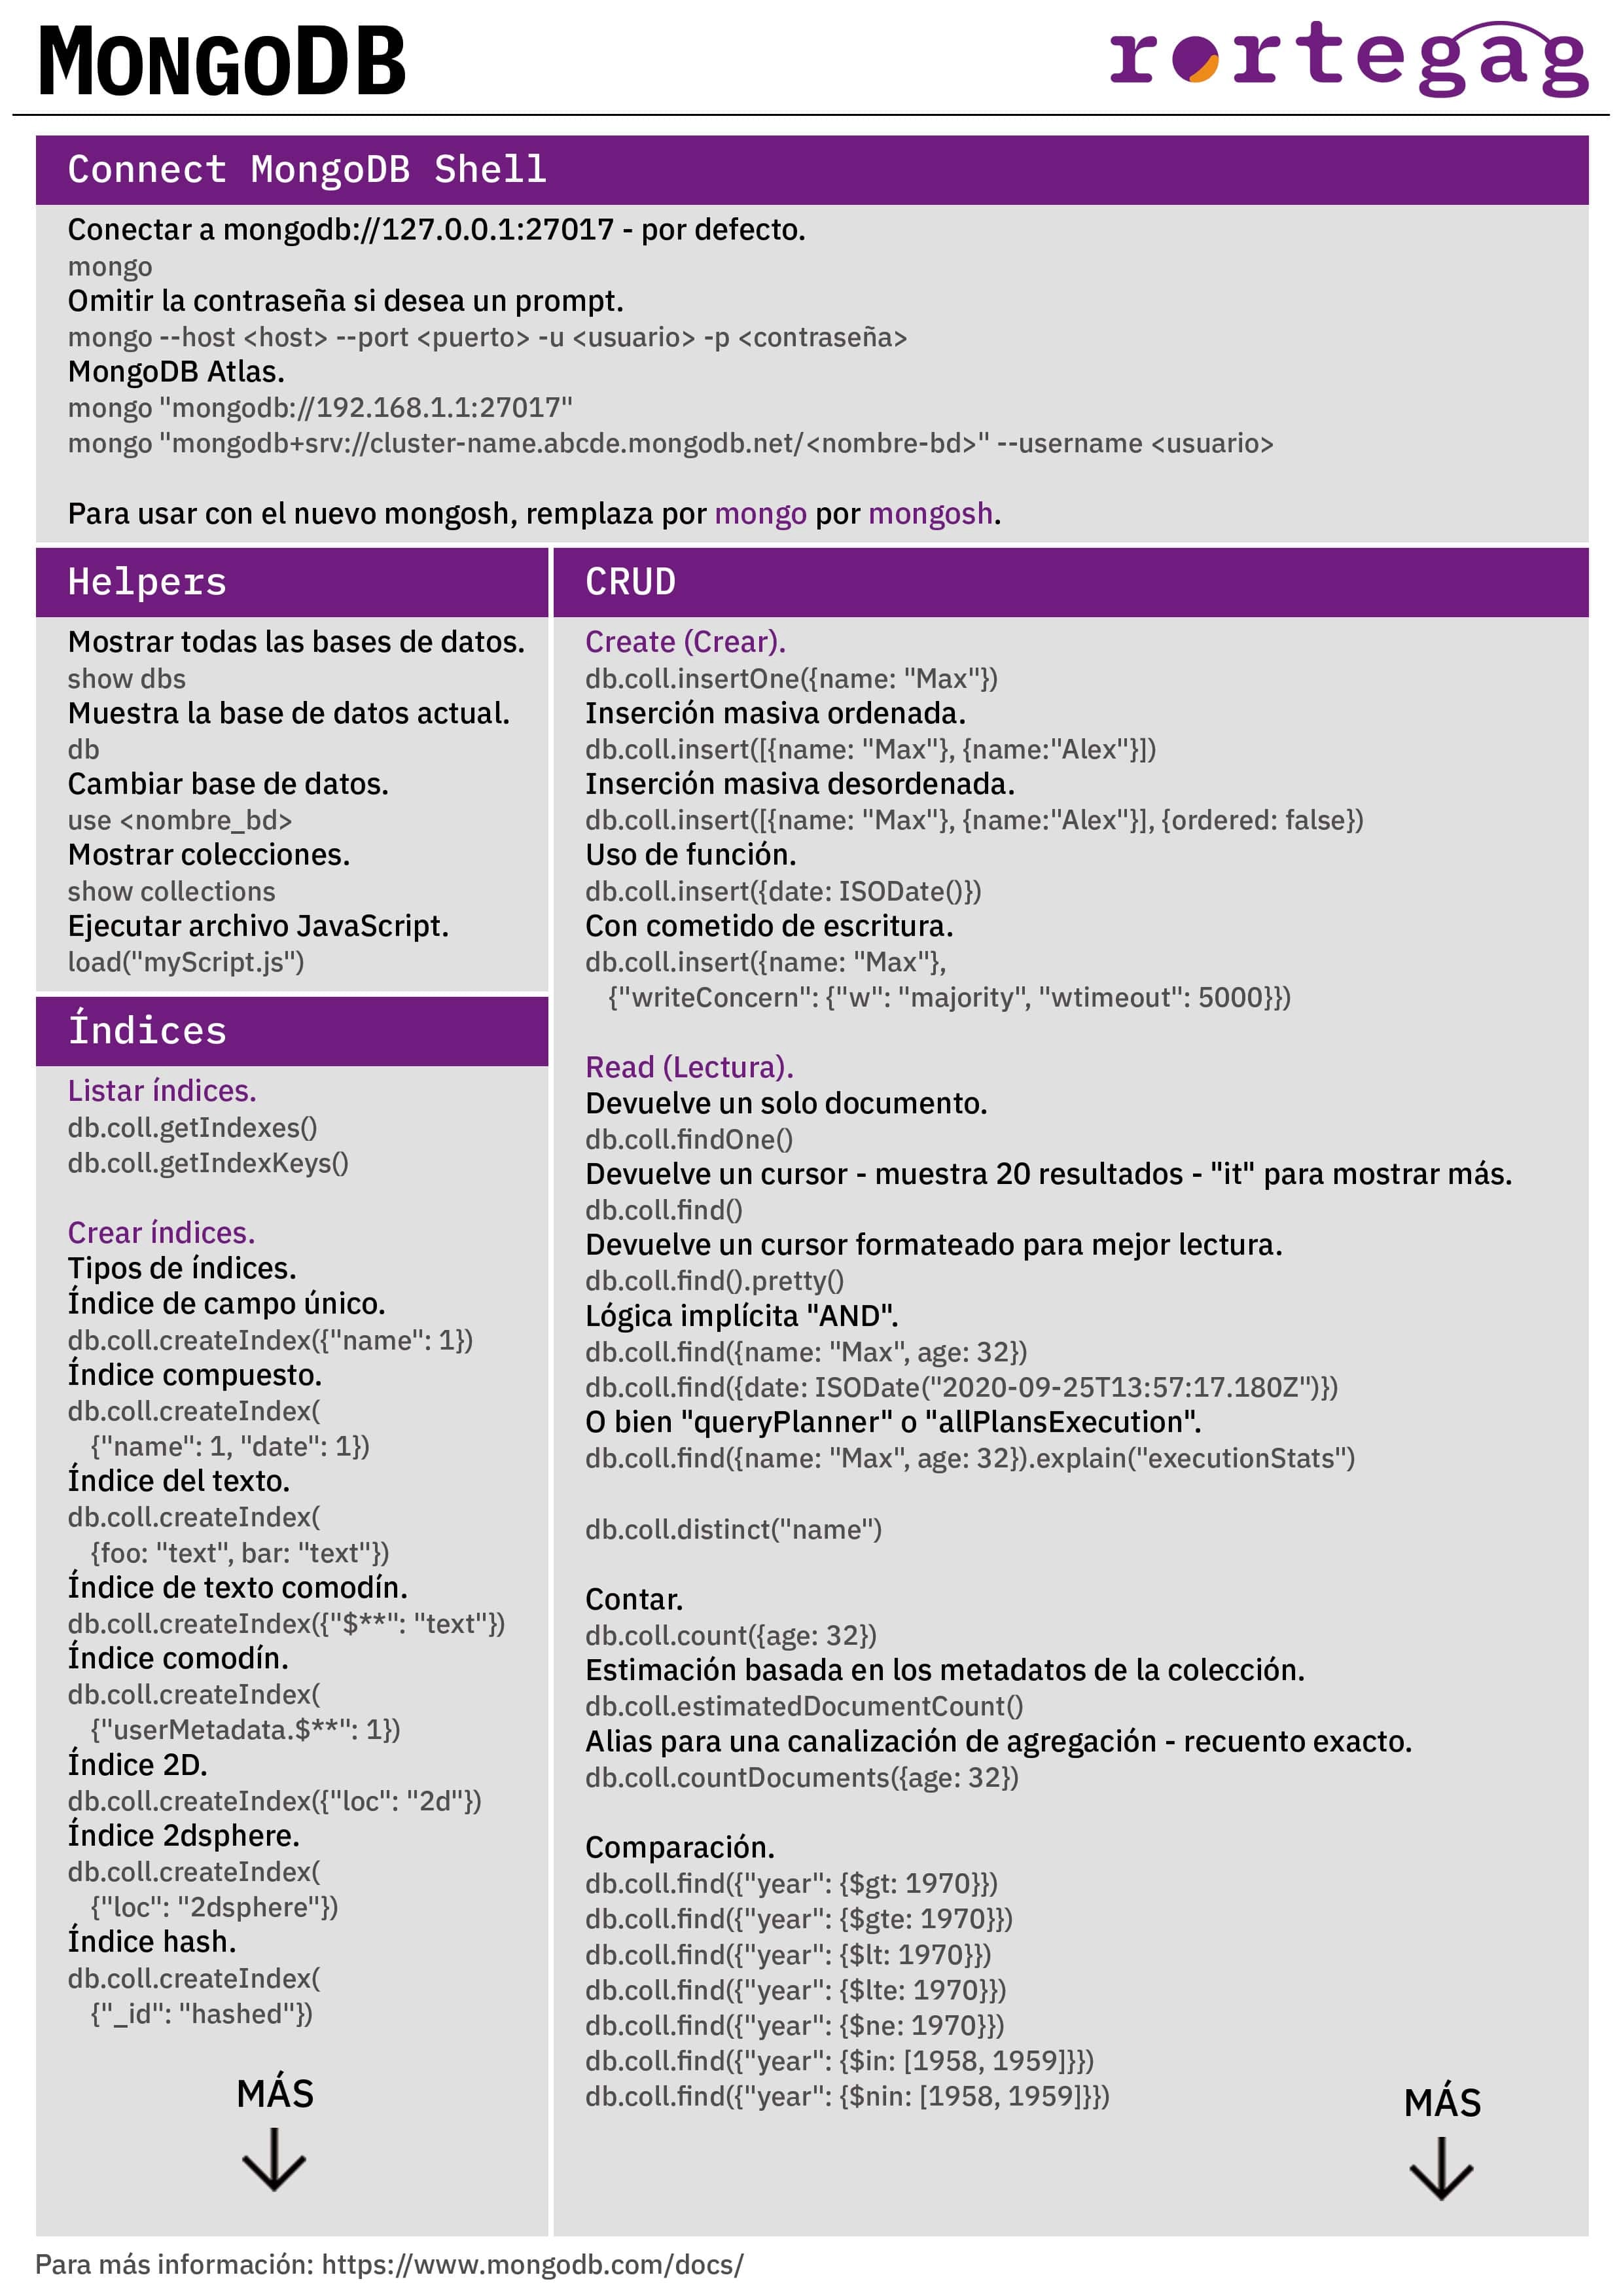 MONGODB
rortegag
Connect MongoDB Shell
Conectar a mongodb://127.0.0.1:27017 - por defecto.
mongo
Omitir la contraseña si desea un prompt.
mongo --host <host> --port <puerto> -u <usuario> -p <contraseña>
MongoDB Atlas.
mongo "mongodb://192.168.1.1:27017"
mongo "mongodb+srv://cluster-name.abcde.mongodb.net/<nombre-bd>" --username <usuario>
Para usar con el nuevo mongosh, remplaza por mongo por mongosh.
Helpers
Mostrar todas las bases de datos.
show dbs
Muestra la base de datos actual.
db
Cambiar base de datos.
use <nombre_bd>
Mostrar colecciones.
show collections
Ejecutar archivo JavaScript.
load("myScript.js")
Índices
Listar índices.
db.coll.getIndexes()
db.coll.getIndexKeys()
Crear índices.
Tipos de índices.
Índice de campo único.
db.coll.createIndex({"name": 1})
Índice compuesto.
db.coll.createIndex(
{"name": 1, "date": 1})
Índice del texto.
db.coll.createIndex(
{foo: "text", bar: "text"})
Índice de texto comodín.
db.coll.createIndex({"$**": "text"})
Índice comodín.
db.coll.createIndex(
{"userMetadata.$**": 1})
Índice 2D.
db.coll.createIndex({"loc": "2d"})
Índice 2dsphere.
db.coll.createIndex(
{"loc": "2dsphere"})
Índice hash.
db.coll.createIndex(
{"_id": "hashed"})
MÁS
CRUD
Create (Crear).
db.coll.insertOne({name: "Max"})
Inserción masiva ordenada.
db.coll.insert([{name: "Max"}, {name:"Alex"}])
Inserción masiva desordenada.
db.coll.insert([{name: "Max"}, {name:"Alex"}], {ordered: false})
Uso de función.
db.coll.insert({date: ISODate()})
Con cometido de escritura.
db.coll.insert({name: "Max"},
{"writeConcern": {"w": "majority", "wtimeout": 5000}})
Read (Lectura).
Devuelve un solo documento.
db.coll.findOne()
Devuelve un cursor - muestra 20 resultados - "it" para mostrar más.
db.coll.find()
Devuelve un cursor formateado para mejor lectura.
db.coll.find().pretty()
Lógica implícita "AND".
db.coll.find({name: "Max", age: 32})
db.coll.find({date: ISODate("2020-09-25T13:57:17.180Z")})
O bien "queryPlanner" o "allPlansExecution".
db.coll.find({name: "Max", age: 32}).explain("executionStats")
db.coll.distinct("name")
Contar.
db.coll.count({age: 32})
Estimación basada en los metadatos de la colección.
db.coll.estimatedDocumentCount()
Alias para una canalización de agregación - recuento exacto.
db.coll.countDocuments({age: 32})
Comparación.
db.coll.find({"year": {$gt: 1970}})
db.coll.find({"year": {$gte: 1970}})
db.coll.find({"year": {$lt: 1970}})
db.coll.find({"year": {$lte: 1970}})
db.coll.find({"year": {$ne: 1970}})
db.coll.find({"year": {$in: [1958, 1959]}})
db.coll.find({"year": {$nin: [1958, 1959]}})
MÁS
Para más información: https://www.mongodb.com/docs/